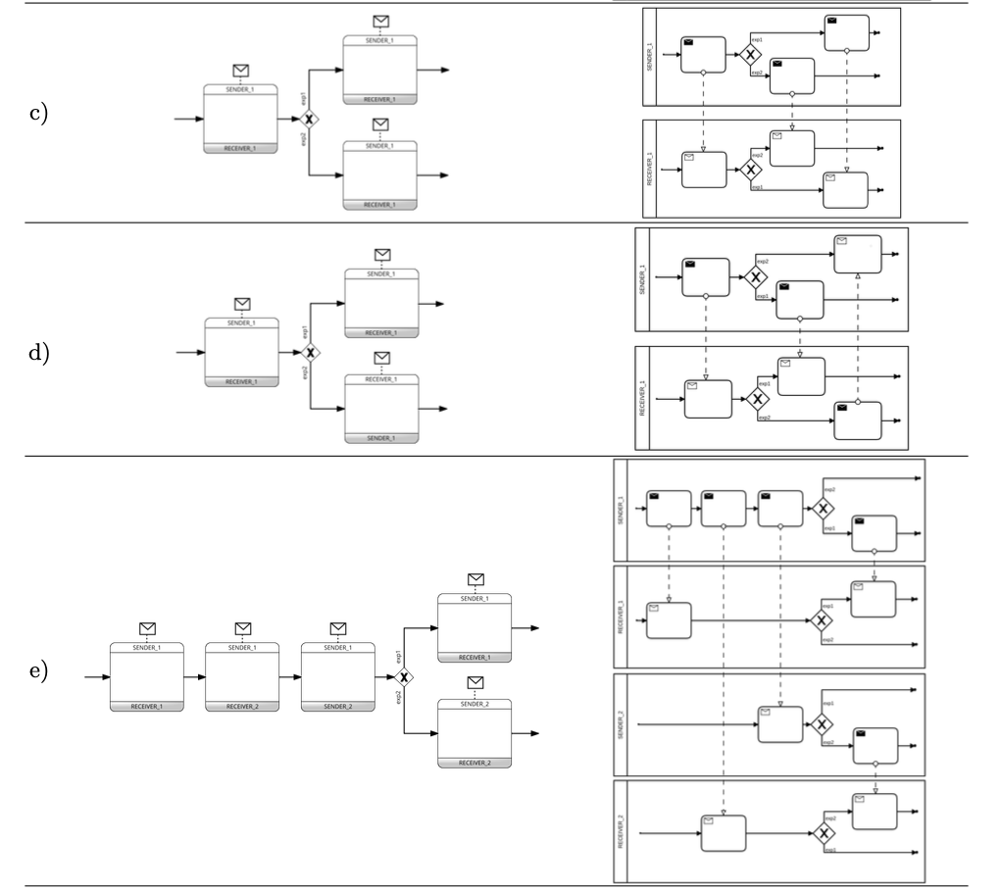 c)
SENDER_1
RECEIVER_1
exp1
exp2
SENDER_1
RECEIVER_1
SENDER_1
RECEIVER_1
SENDER_1
exp1
exp2
RECEIVER_1
exp2
exp1
d)
SENDER_1
RECEIVER_1
exp1
exp2
SENDER_1
RECEIVER_1
RECEIVER_1
SENDER_1
SENDER_1
exp2
exp1
RECEIVER_1
exp1
exp2
e)
SENDER_1
RECEIVER_1
SENDER_1
RECEIVER_2
SENDER_1
SENDER_2
exp1
exp2
SENDER_1
RECEIVER_1
SENDER_2
RECEIVER_2
SENDER_1
exp2
exp1
RECEIVER_1
exp1
exp2
SENDER_2
exp1
exp2
RECEIVER_2
exp2
exp1